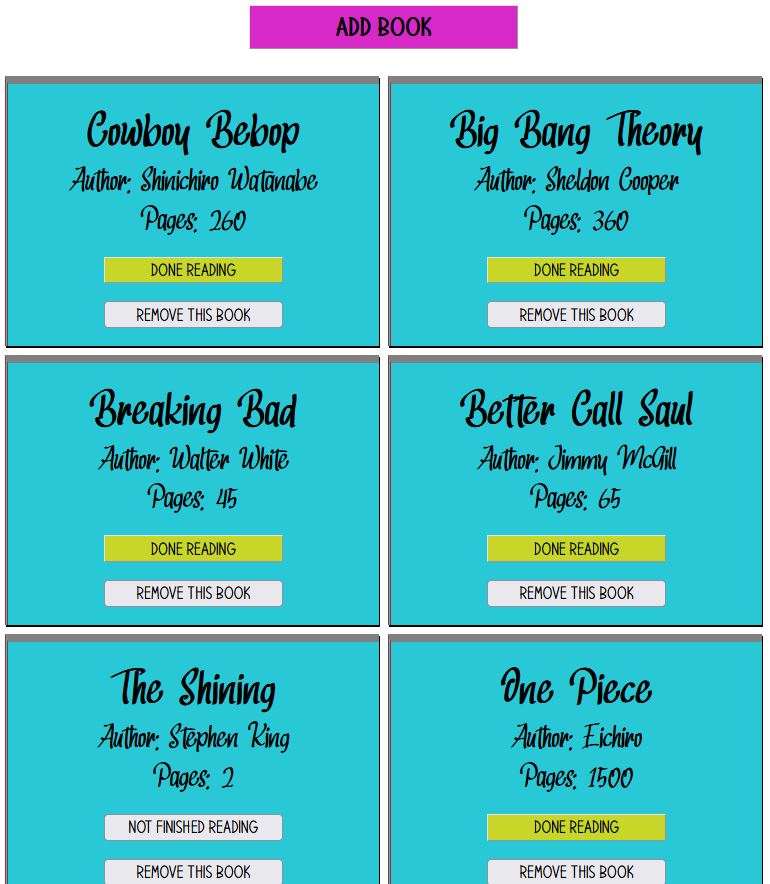 ADD BOOK
Cowboy Bebop
Author: Shinichiro Watanabe
Pages: 260
DONE READING
REMOVE THIS BOOK
Big Bang Theory
Author: Sheldon Cooper
Pages: 360
DONE READING
REMOVE THIS BOOK
Breaking Bad
Author: Walter White
Pages: 45
DONE READING
REMOVE THIS BOOK
Better Call Saul
Author: Jimmy McGill
Pages: 65
DONE READING
REMOVE THIS BOOK
The Shining
Author: Stephen King
Pages: 2
NOT FINISHED READING
REMOVE THIS BOOK
One Piece
Author: Eichiro
Pages: 1500
DONE READING
REMOVE THIS BOOK